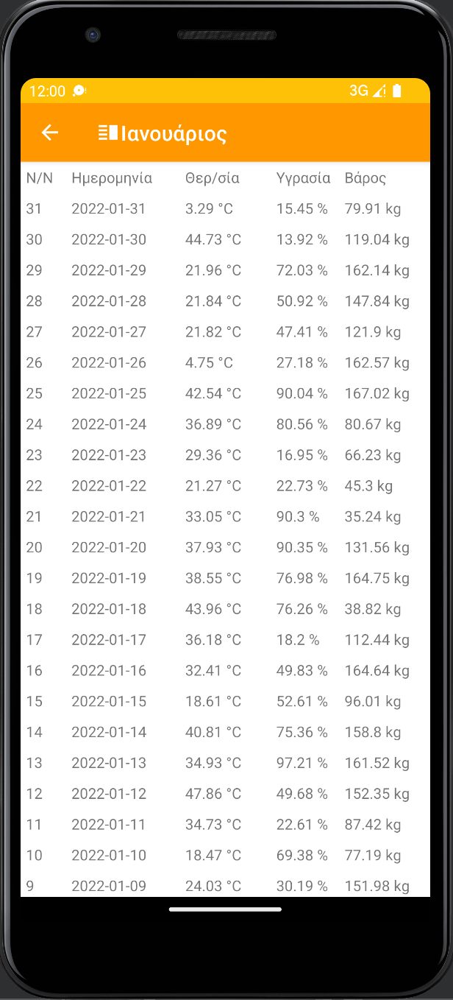 12:00 3G
Ιανουάριος
N/N Ημερομηνία Θερ/σία Υγρασία Βάρος
31 2022-01-31 3.29 °C 15.45 % 79.91 kg
30 2022-01-30 44.73 °C 13.92 % 119.04 kg
29 2022-01-29 21.96 °C 72.03 % 162.14 kg
28 2022-01-28 21.84 °C 50.92 % 147.84 kg
27 2022-01-27 21.82 °C 47.41 % 121.9 kg
26 2022-01-26 4.75 °C 27.18 % 162.57 kg
25 2022-01-25 42.54 °C 90.04 % 167.02 kg
24 2022-01-24 36.89 °C 80.56 % 80.67 kg
23 2022-01-23 29.36 °C 16.95 % 66.23 kg
22 2022-01-22 21.27 °C 22.73 % 45.3 kg
21 2022-01-21 33.05 °C 90.3 % 35.24 kg
20 2022-01-20 37.93 °C 90.35 % 131.56 kg
19 2022-01-19 38.55 °C 76.98 % 164.75 kg
18 2022-01-18 43.96 °C 76.26 % 38.82 kg
17 2022-01-17 36.18 °C 18.2 % 112.44 kg
16 2022-01-16 32.41 °C 49.83 % 164.64 kg
15 2022-01-15 18.61 °C 52.61 % 96.01 kg
14 2022-01-14 40.81 °C 75.36 % 158.8 kg
13 2022-01-13 34.93 °C 97.21 % 161.52 kg
12 2022-01-12 47.86 °C 49.68 % 152.35 kg
11 2022-01-11 34.73 °C 22.61 % 87.42 kg
10 2022-01-10 18.47 °C 69.38 % 77.19 kg
9 2022-01-09 24.03 °C 30.19 % 151.98 kg